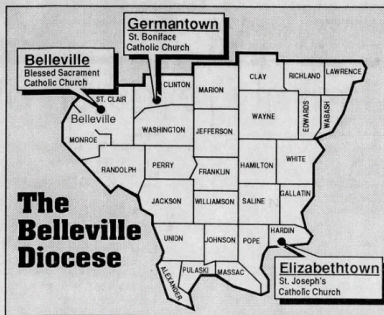 Germantown
St. Boniface
Catholic Church
Belleville
Blessed Sacrament
Catholic Church
CLAY
RICHLAND
LAWRENCE
CLINTON
MARION
ST. CLAIR
Belleville
WAYNE
EDWARDS
WABASH
WASHINGTON
JEFFERSON
MONROE
RANDOLPH
PERRY
FRANKLIN
HAMILTON
WHITE
JACKSON
WILLIAMSON
SALINE
GALLATIN
The
Belleville
Diocese
UNION
JOHNSON
POPE
HARDIN
ALEXANDER
PULASKI
MASSAC
Elizabethtown
St. Joseph's
Catholic Church